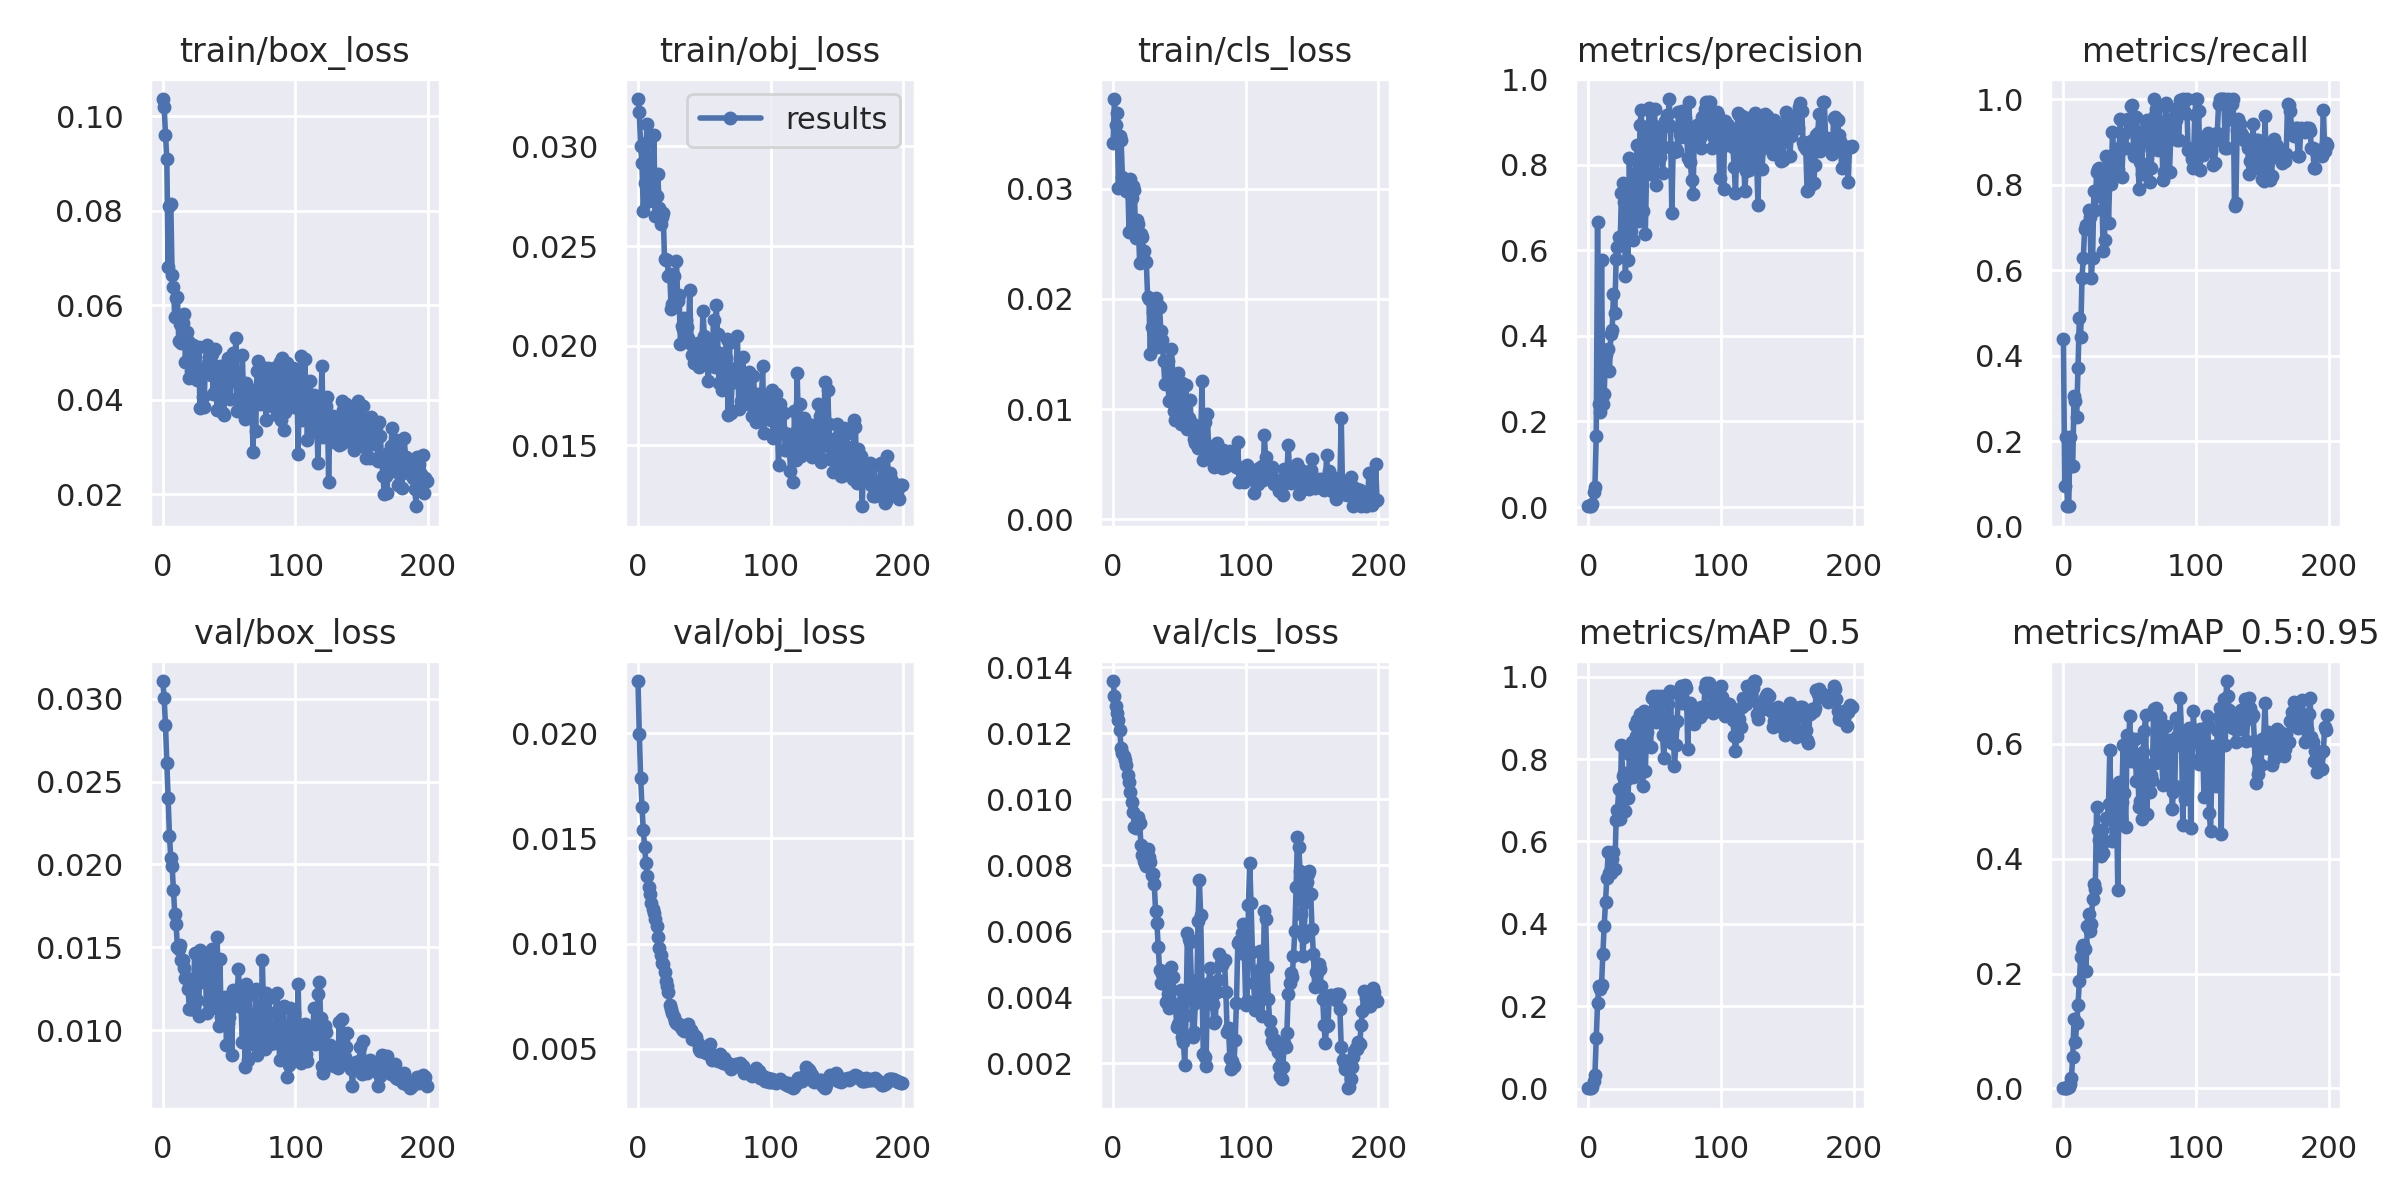 train/box_loss
0.10
0.08
0.06
0.04
0.02
0 100 200
train/obj_loss
results
0.030
0.025
0.020
0.015
0 100 200
train/cls_loss
0.03
0.02
0.01
0.00
0 100 200
metrics/precision
1.0
0.8
0.6
0.4
0.2
0.0
0 100 200
metrics/recall
1.0
0.8
0.6
0.4
0.2
0.0
0 100 200
val/box_loss
0.030
0.025
0.020
0.015
0.010
0 100 200
val/obj_loss
0.020
0.015
0.010
0.005
0 100 200
val/cls_loss
0.014
0.012
0.010
0.008
0.006
0.004
0.002
0 100 200
metrics/mAP_0.5
1.0
0.8
0.6
0.4
0.2
0.0
0 100 200
metrics/mAP_0.5:0.95
0.6
0.4
0.2
0.0
0 100 200